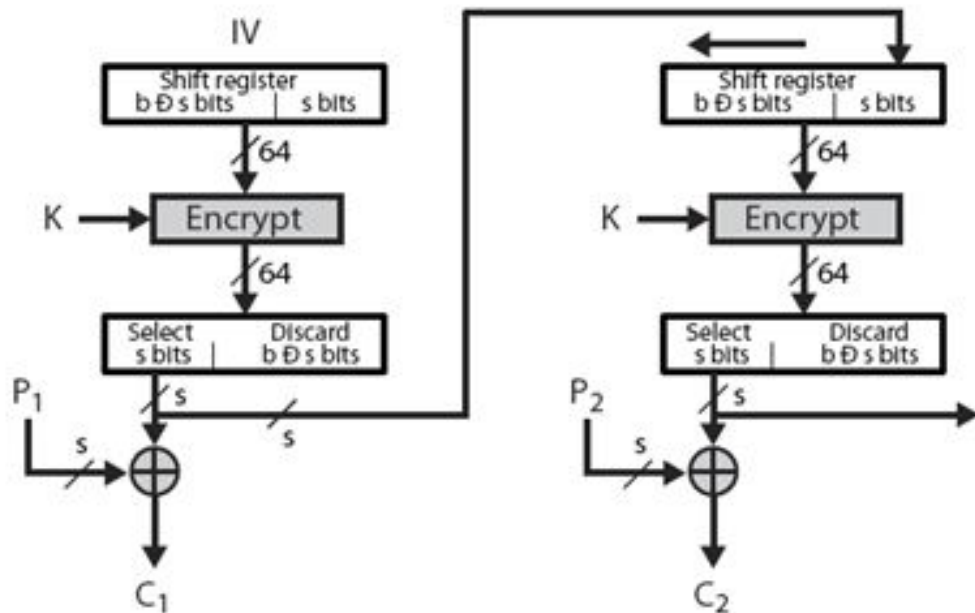 IV
Shift register
b Đ s bits | s bits
64
K
Encrypt
64
Select Discard
s bits | b Đ s bits
P1
s
s
s
C1
Shift register
b Đ s bits | s bits
64
K
Encrypt
64
Select Discard
s bits | b Đ s bits
P2
s
s
C2